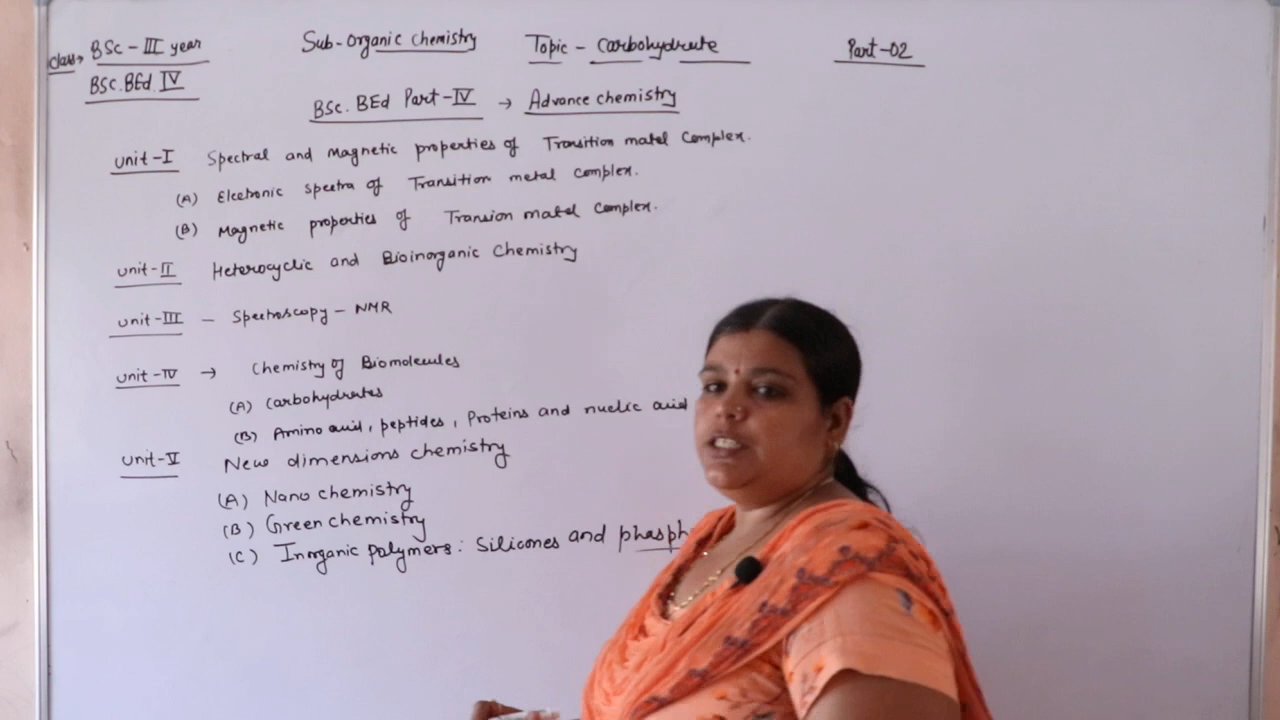 Class→ BSc - III year Sub-Organic Chemistry Topic - Carbohydrate Part-02
BSC.BEd IV
BSC.BEd Part-IV → Advance chemistry
unit-I Spectral and Magnetic properties of Transition matel Complex.
(A) Elctronic spectra of Transition metal complex.
(B) Magnetic properties of Transion matel Complex.
unit-II Heterocyclic and Bioinorganic Chemistry
unit-III - Spectroscopy - NMR
unit-IV → Chemistry of Biomolecules
(A) Carbohydrates
(B) Amino acid, peptides, Proteins and nuclic acid
unit-V New dimensions chemistry
(A) Nano chemistry
(B) Green chemistry
(C) Inorganic polymers: Silicones and phasph